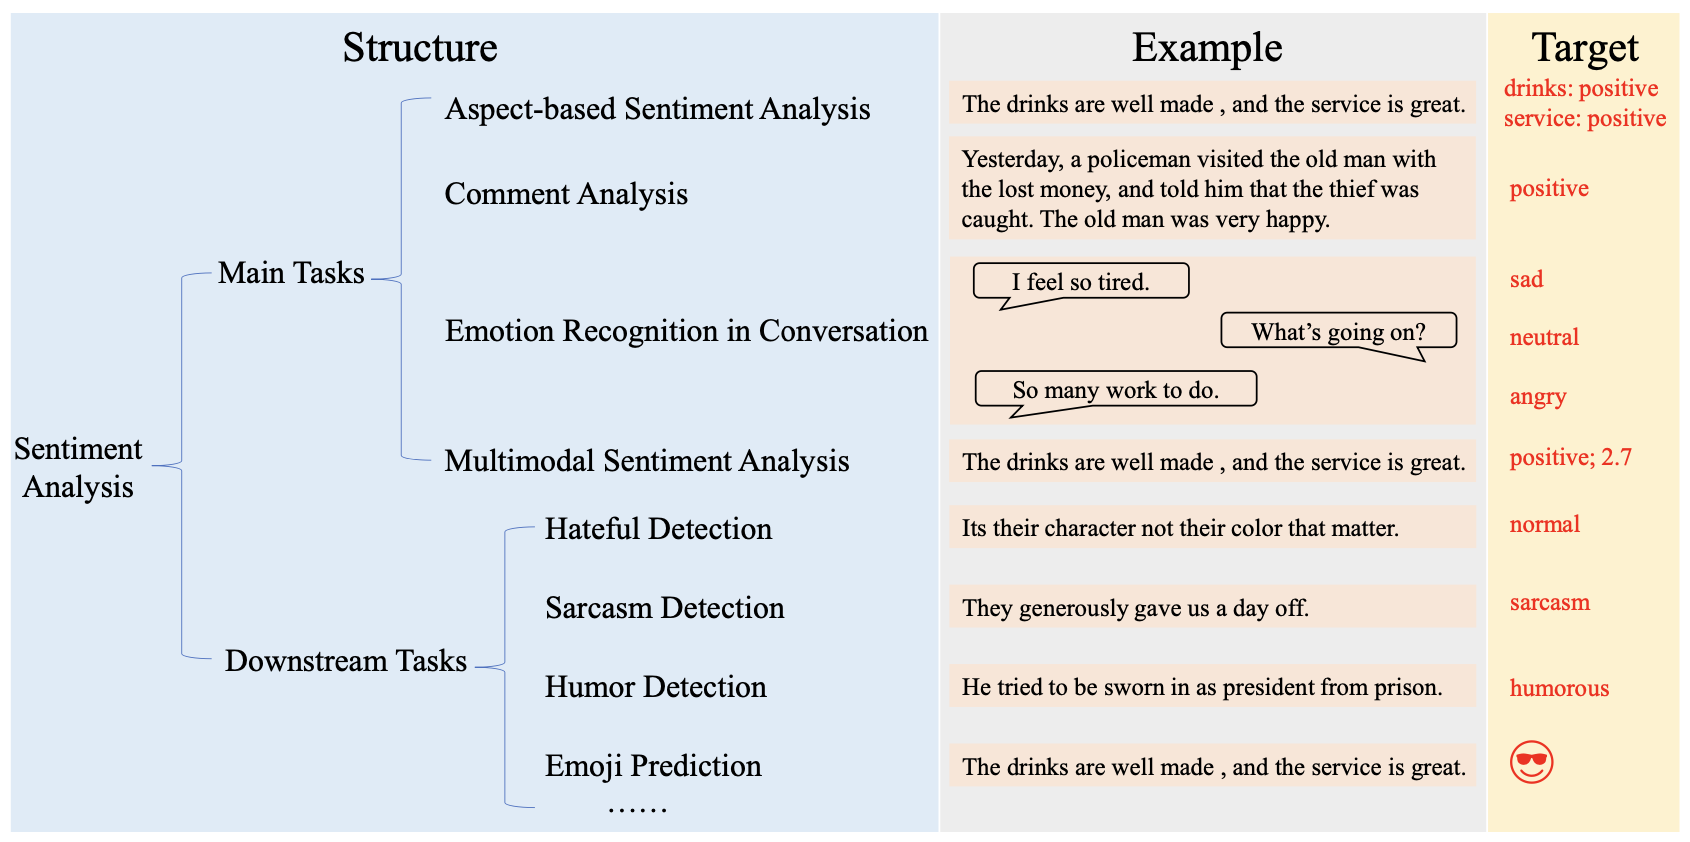 Structure
Example
Target
Aspect-based Sentiment Analysis
The drinks are well made , and the service is great.
drinks: positive
service: positive
Comment Analysis
Yesterday, a policeman visited the old man with
the lost money, and told him that the thief was
caught. The old man was very happy.
positive
Main Tasks
Emotion Recognition in Conversation
I feel so tired.
sad
What's going on?
neutral
So many work to do.
angry
Sentiment
Analysis
Multimodal Sentiment Analysis
The drinks are well made , and the service is great.
positive; 2.7
Hateful Detection
Its their character not their color that matter.
normal
Sarcasm Detection
They generously gave us a day off.
sarcasm
Downstream Tasks
Humor Detection
He tried to be sworn in as president from prison.
humorous
Emoji Prediction
The drinks are well made , and the service is great.
......